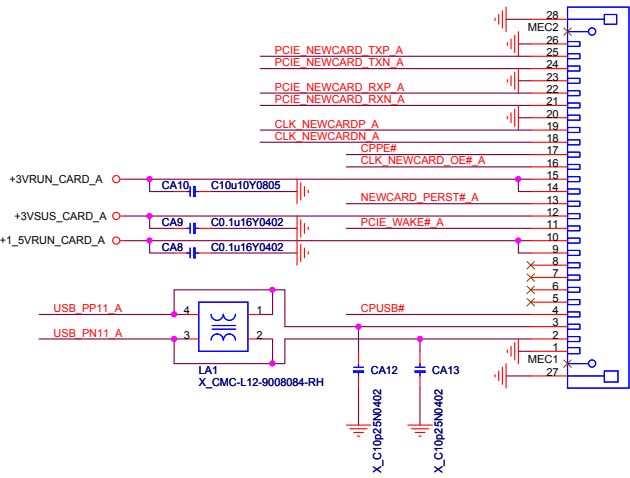 28
MEC2
26
PCIE_NEWCARD_TXP_A 25
PCIE_NEWCARD_TXN_A 24
23
PCIE_NEWCARD_RXP_A 22
PCIE_NEWCARD_RXN_A 21
20
CLK_NEWCARDP_A 19
CLK_NEWCARDN_A 18
CPPE# 17
CLK_NEWCARD_OE#_A 16
+3VRUN_CARD_A 15
CA10 C10u10Y0805 14
NEWCARD_PERST#_A 13
+3VSUS_CARD_A 12
CA9 C0.1u16Y0402 PCIE_WAKE#_A 11
+1_5VRUN_CARD_A 10
CA8 C0.1u16Y0402 9
8
7
6
5
USB_PP11_A 4 1 CPUSB# 4
3
USB_PN11_A 3 2 2
1
MEC1
LA1 CA12 CA13 27
X_CMC-L12-9008084-RH
X_C10p25N0402
X_C10p25N0402